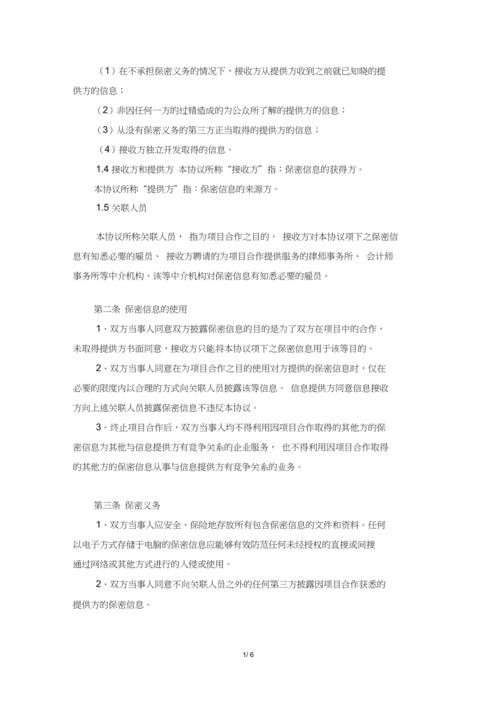 （1）在不承担保密义务的情况下，接收方从提供方收到之前就已知晓的提
供方的信息；
（2）非因任何一方的过错造成的为公众所了解的提供方的信息；
（3）从没有保密义务的第三方正当取得的提供方的信息；
（4）接收方独立开发取得的信息。
1.4 接收方和提供方 本协议所称“接收方”指：保密信息的获得方。
本协议所称“提供方”指：保密信息的来源方。
1.5 关联人员
本协议所称关联人员， 指为项目合作之目的， 接收方对本协议项下之保密信
息有知悉必要的雇员、 接收方聘请的为项目合作提供服务的律师事务所、 会计师
事务所等中介机构、该等中介机构对保密信息有知悉必要的雇员。
第二条 保密信息的使用
1．双方当事人同意双方披露保密信息的目的是为了双方在项目中的合作，
未取得提供方书面同意，接收方只能将本协议项下之保密信息用于该等目的。
2．双方当事人同意在为项目合作之目的使用对方提供的保密信息时，仅在
必要的限度内以合理的方式向关联人员披露该等信息。 信息提供方同意信息接收
方向上述关联人员披露保密信息不违反本协议。
3．终止项目合作后，双方当事人均不得利用因项目合作取得的其他方的保
密信息为其他与信息提供方有竞争关系的企业服务， 也不得利用因项目合作取得
的其他方的保密信息从事与信息提供方有竞争关系的业务。
第三条 保密义务
1．双方当事人应安全、保险地存放所有包含保密信息的文件和资料。任何
以电子方式存储于电脑的保密信息应能够有效防范任何未经授权的直接或间接
通过网络或其他方式进行的入侵或使用。
2．双方当事人同意不向关联人员之外的任何第三方披露因项目合作获悉的
提供方的保密信息。
1/ 6